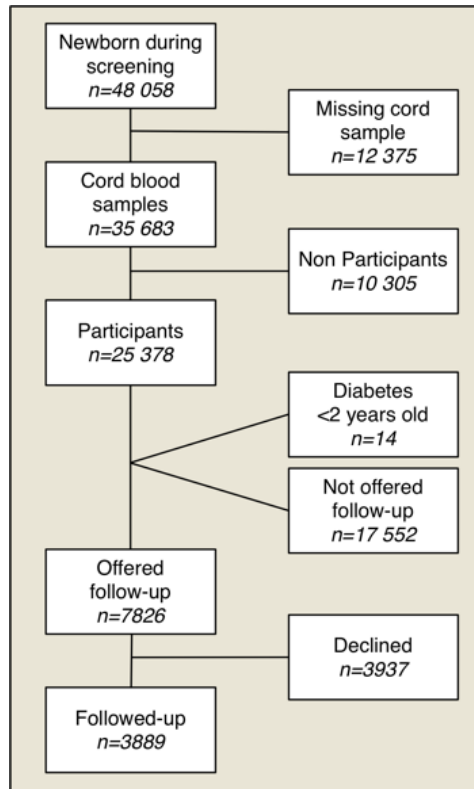 Newborn during
screening
n=48 058
Missing cord
sample
n=12 375
Cord blood
samples
n=35 683
Non Participants
n=10 305
Participants
n=25 378
Diabetes
<2 years old
n=14
Not offered
follow-up
n=17 552
Offered
follow-up
n=7826
Declined
n=3937
Followed-up
n=3889